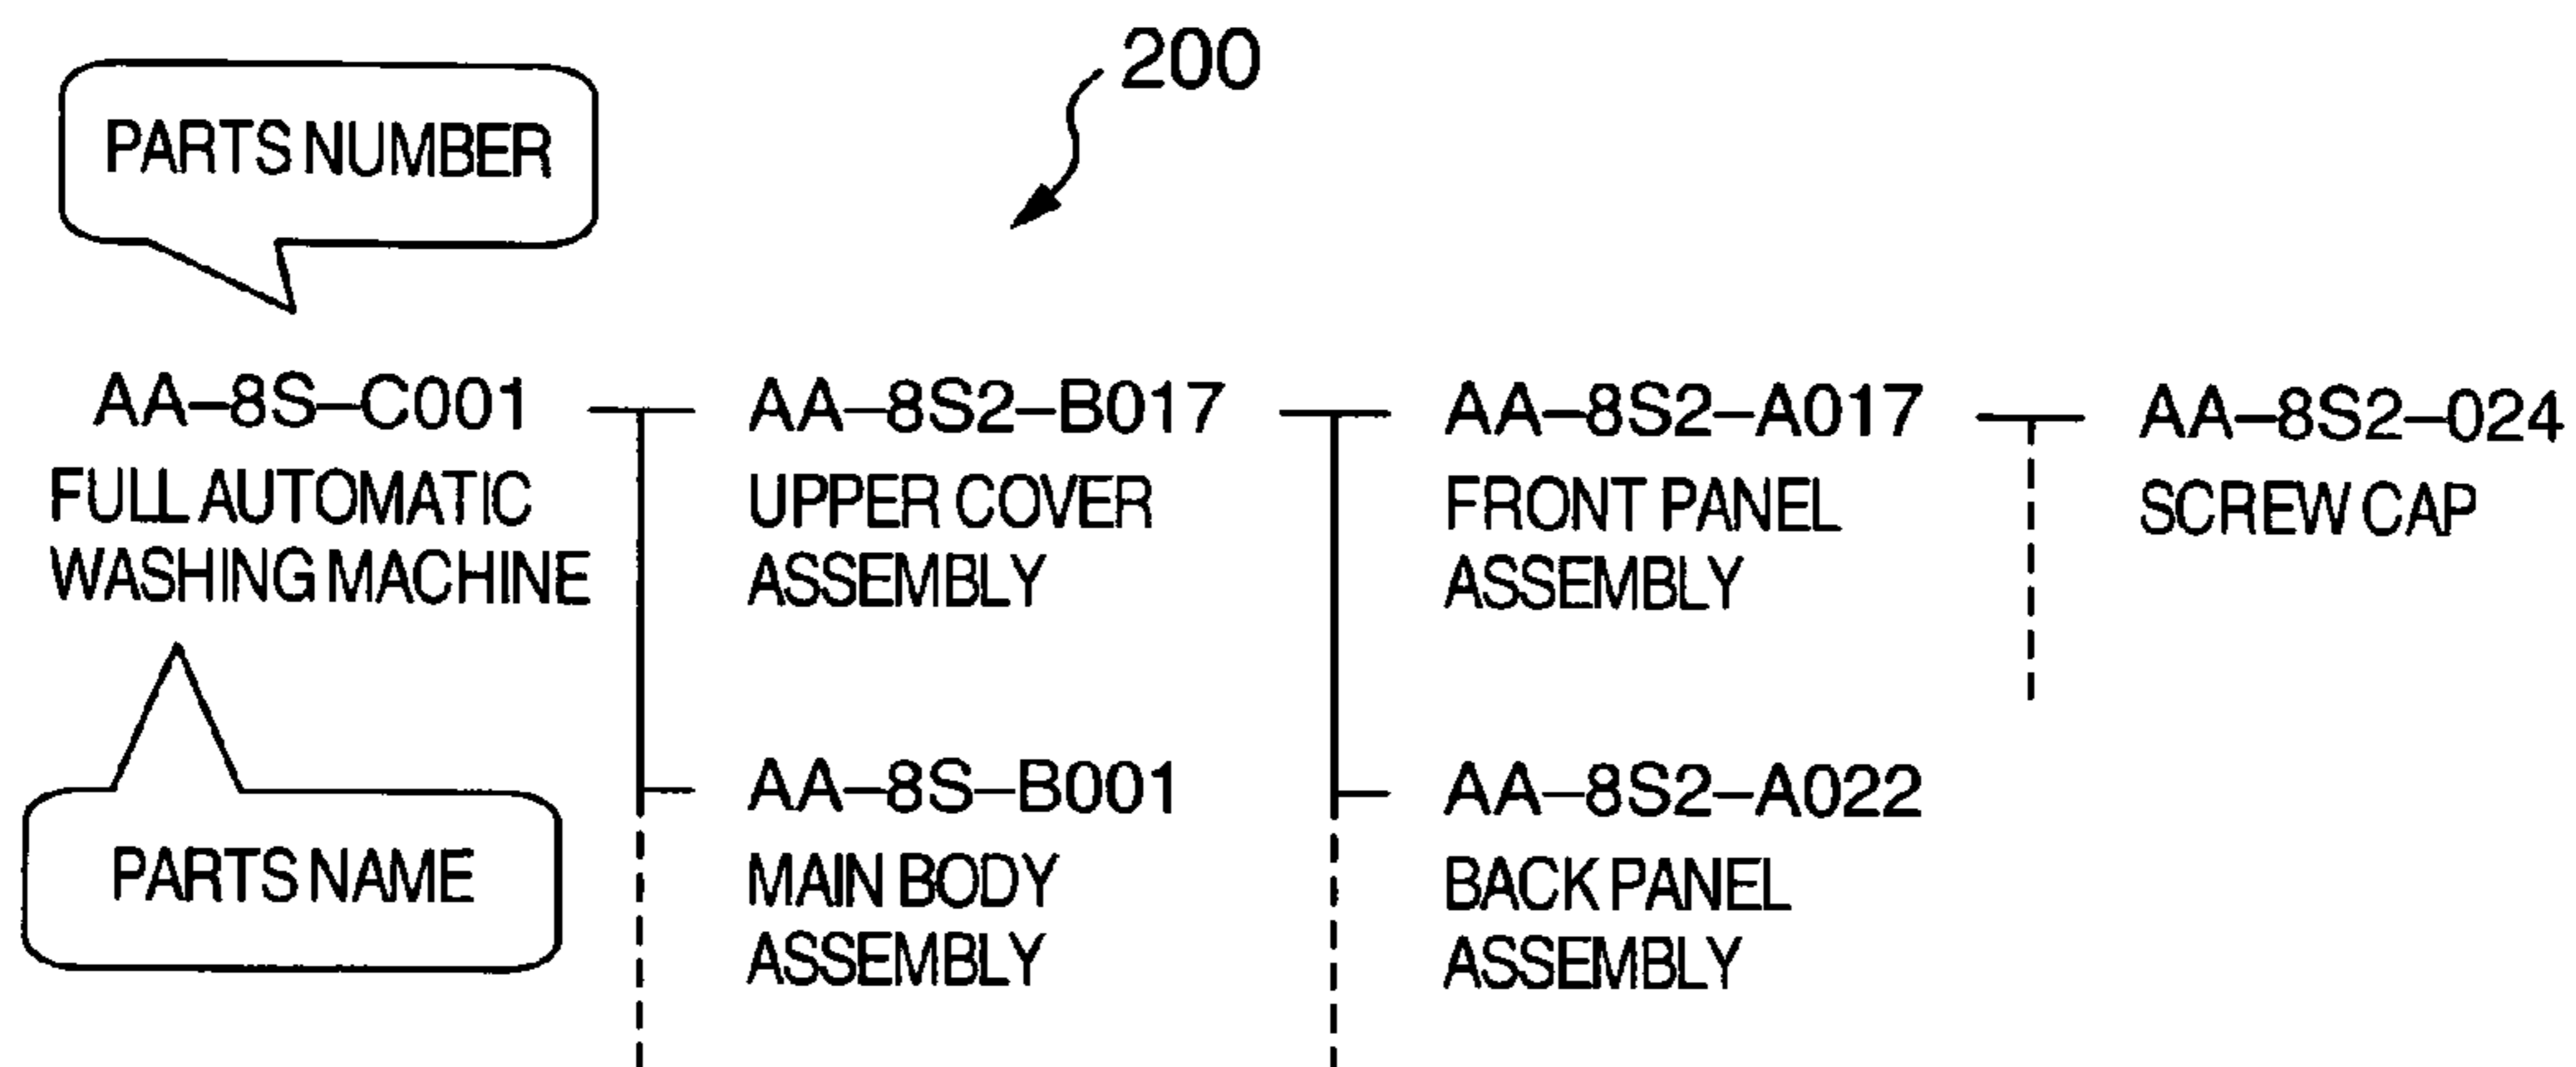 200
PARTS NUMBER
AA–8S–C001
FULL AUTOMATIC
WASHING MACHINE
PARTS NAME
AA–8S2–B017
UPPER COVER
ASSEMBLY
AA–8S–B001
MAIN BODY
ASSEMBLY
AA–8S2–A017
FRONT PANEL
ASSEMBLY
AA–8S2–A022
BACK PANEL
ASSEMBLY
AA–8S2–024
SCREW CAP